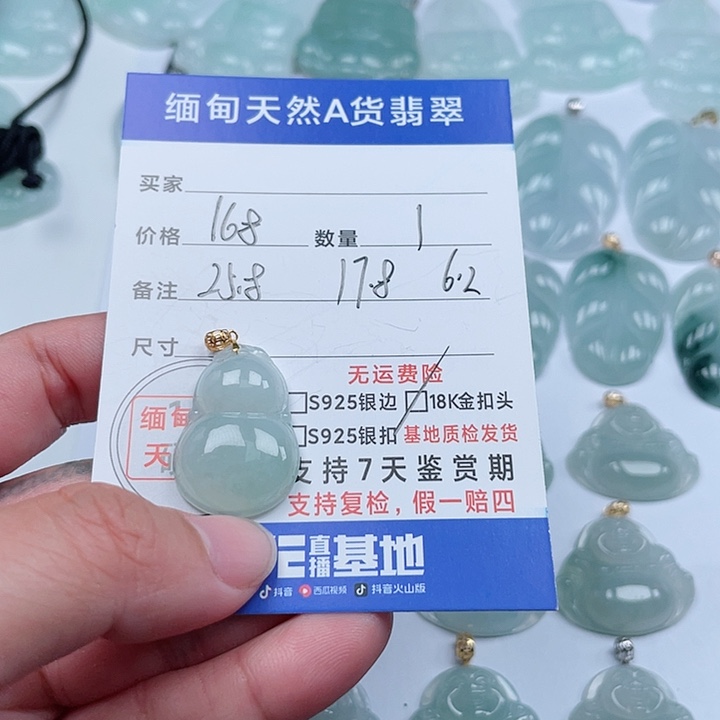 缅甸天然A货翡翠
买家
价格 168 数量 1
备注 25.8 17.8 6.2
尺寸
无运费险
S925银边 18K金扣头
S925银扣 基地质检发货
缅甸
天
支持7天鉴赏期
支持复检,假一赔四
直播基地
抖音 西瓜视频 抖音火山版